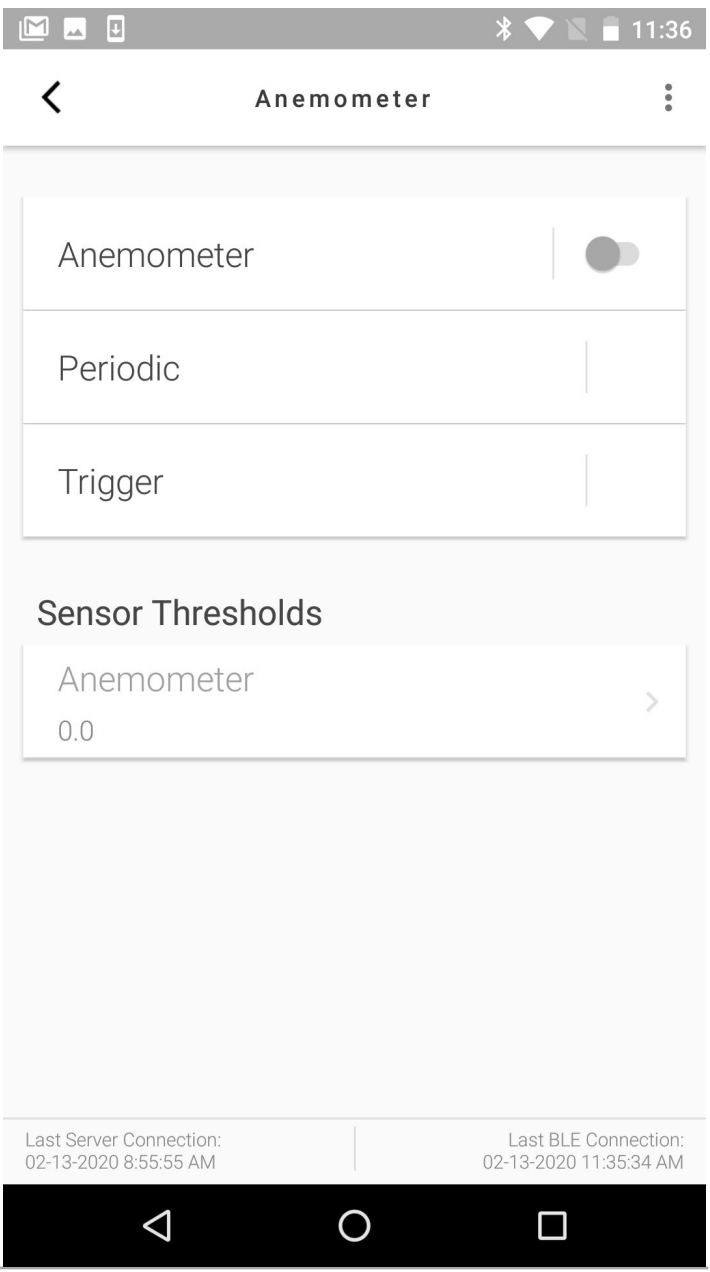 11:36
Anemometer
Anemometer
Periodic
Trigger
Sensor Thresholds
Anemometer
0.0
Last Server Connection:
02-13-2020 8:55:55 AM
Last BLE Connection:
02-13-2020 11:35:34 AM